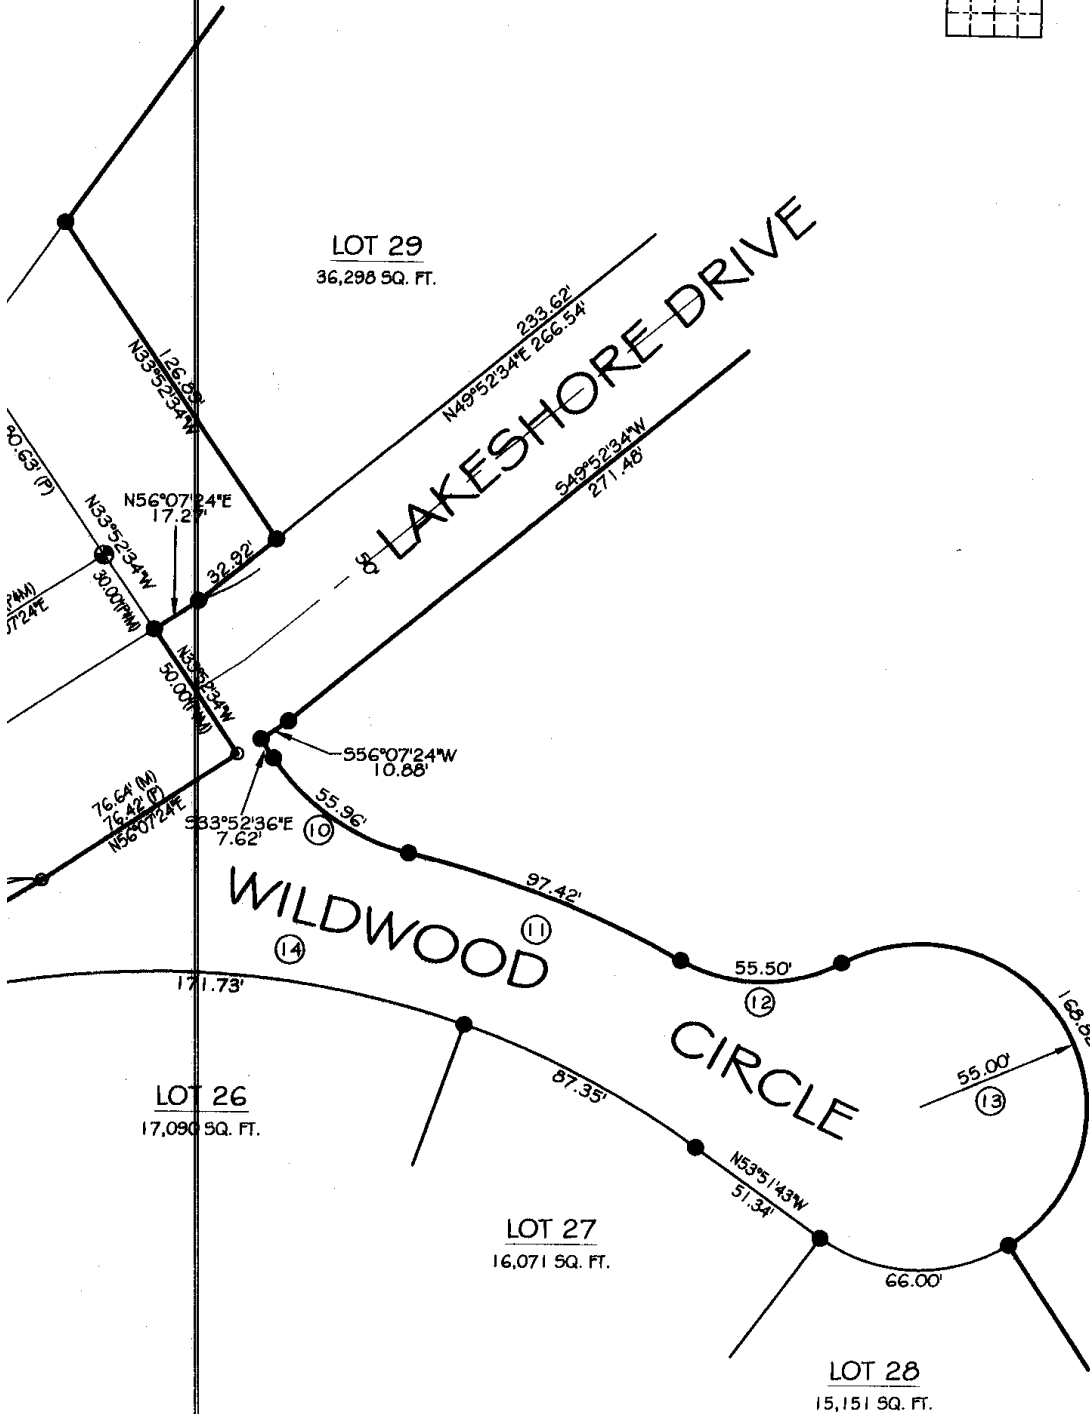 LOT 29
36,298 SQ. FT.
LAKESHORE DRIVE
233.62'
N49°52'34"E 266.54'
S49°52'34"W
271.48'
126.83'
N33°52'34"W
N56°07'24"E
17.27'
32.92'
50'
N33°52'34"W
30.00'(P&M)
N33°52'34"W
50.00'(P&M)
S56°07'24"W
10.88'
S33°52'36"E
7.62'
76.64' (M)
76.42' (P)
N56°07'24"E
55.96'
10
97.42'
11
WILDWOOD
14
171.73'
55.50'
12
CIRCLE
55.00'
13
87.35'
N53°51'43"W
51.34'
66.00'
LOT 26
17,090 SQ. FT.
LOT 27
16,071 SQ. FT.
LOT 28
15,151 SQ. FT.